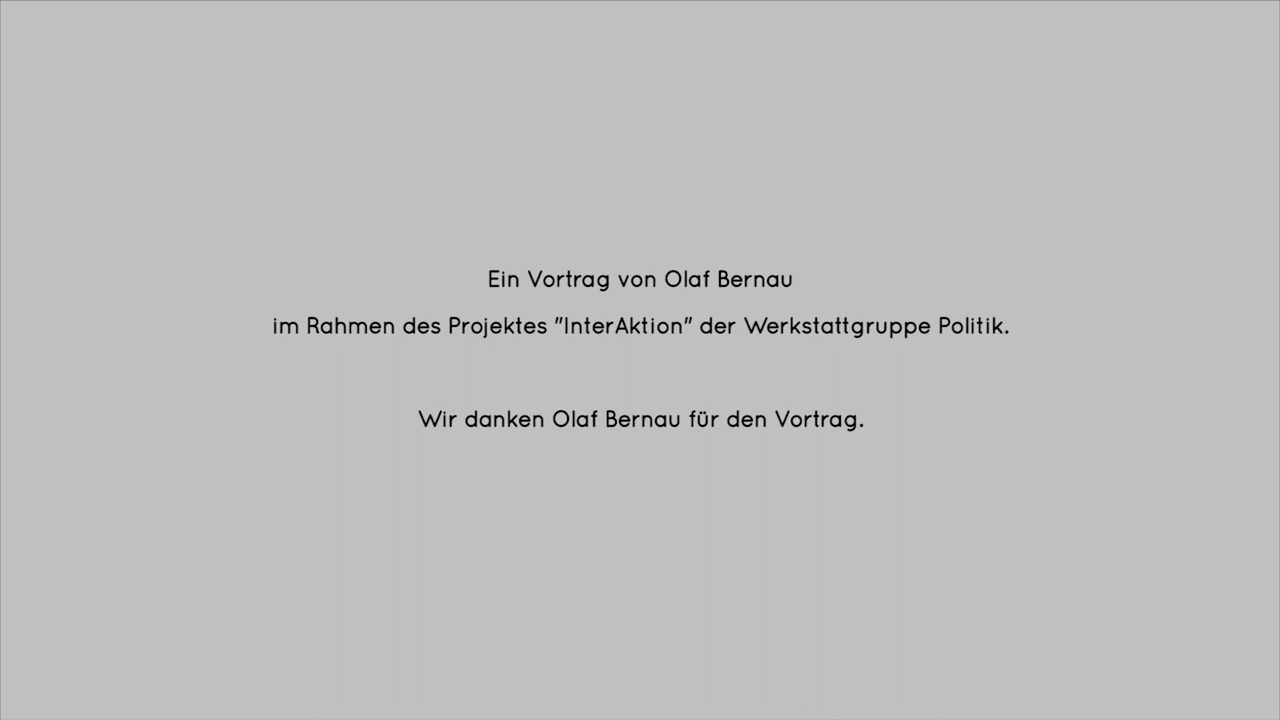 Ein Vortrag von Olaf Bernau
im Rahmen des Projektes "InterAktion" der Werkstattgruppe Politik.
Wir danken Olaf Bernau für den Vortrag.